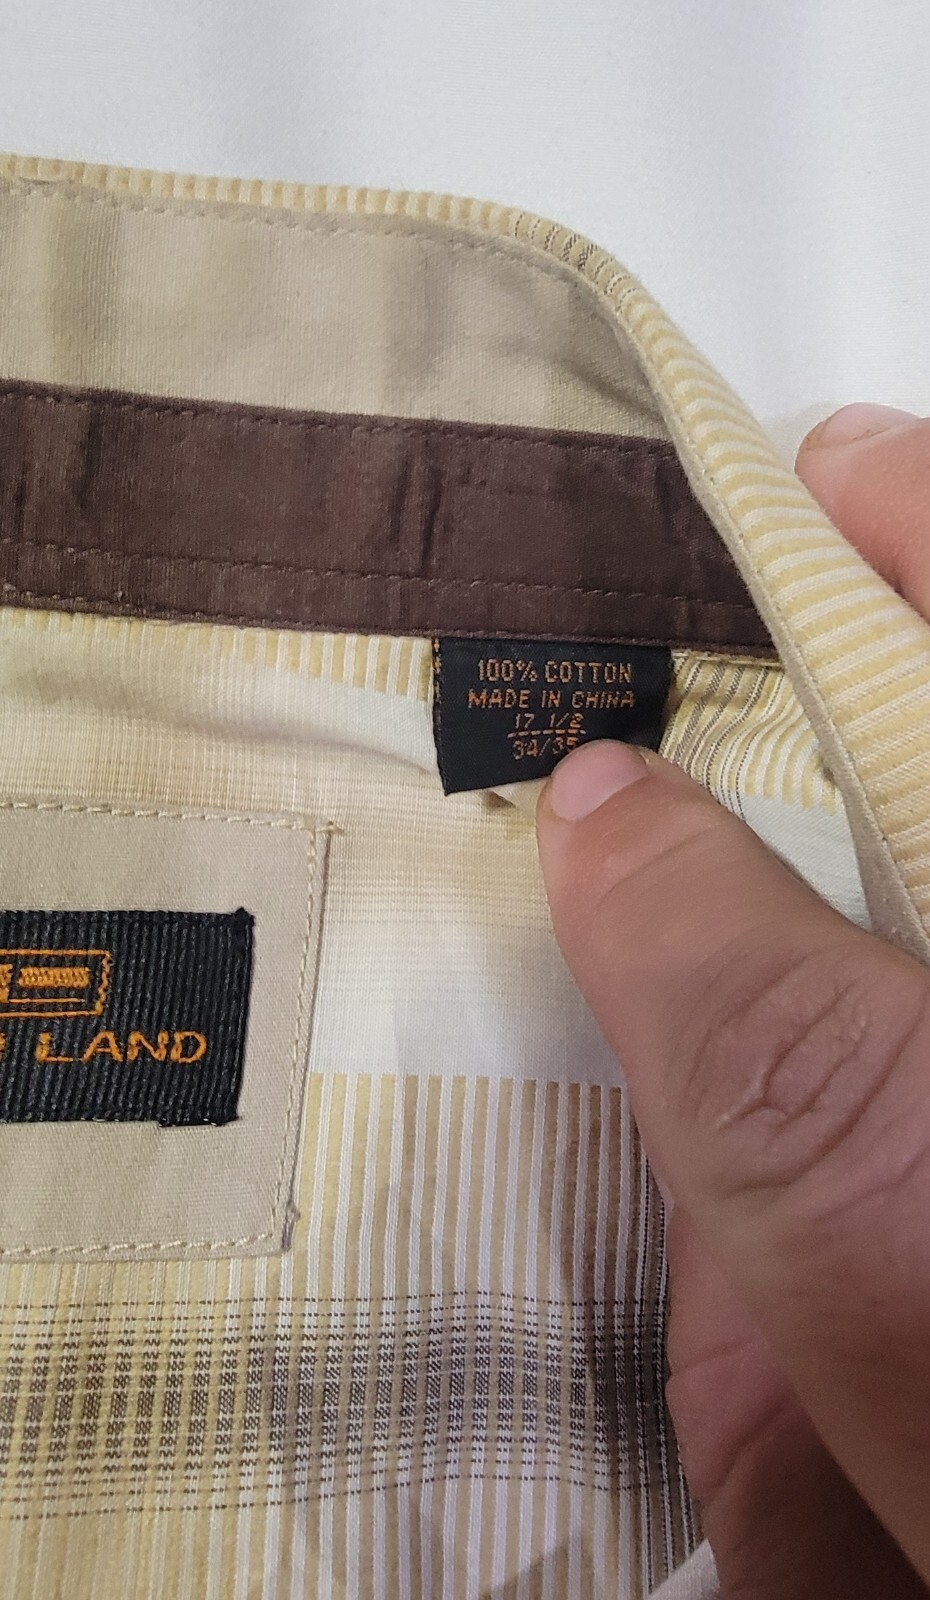 100% COTTON
MADE IN CHINA
17 1/2
34/35
LAND